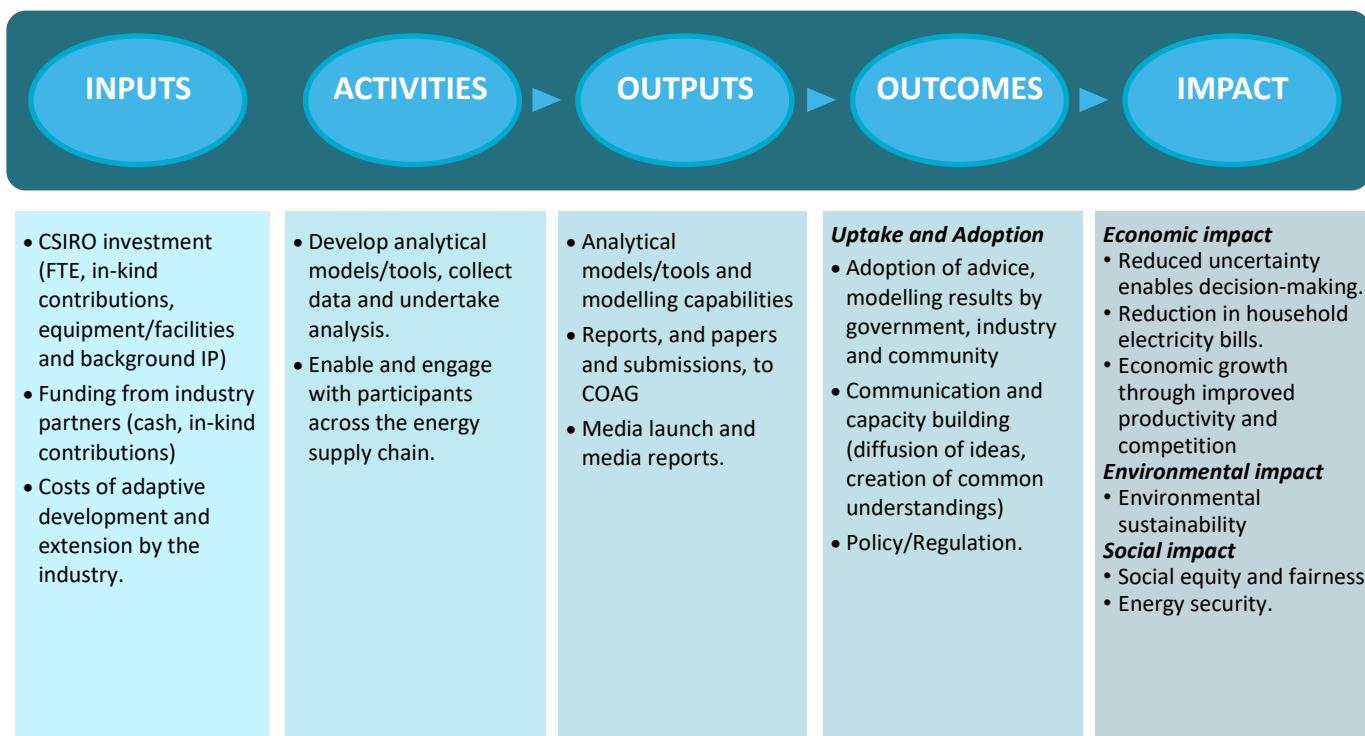 INPUTS
ACTIVITIES
OUTPUTS
OUTCOMES
IMPACT
• CSIRO investment
(FTE, in-kind
contributions,
equipment/facilities
and background IP)
• Funding from industry
partners (cash, in-kind
contributions)
• Costs of adaptive
development and
extension by the
industry.
• Develop analytical
models/tools, collect
data and undertake
analysis.
• Enable and engage
with participants
across the energy
supply chain.
• Analytical
models/tools and
modelling capabilities
• Reports, and papers
and submissions, to
COAG
• Media launch and
media reports.
Uptake and Adoption
• Adoption of advice,
modelling results by
government, industry
and community
• Communication and
capacity building
(diffusion of ideas,
creation of common
understandings)
• Policy/Regulation.
Economic impact
• Reduced uncertainty
enables decision-making.
• Reduction in household
electricity bills.
• Economic growth
through improved
productivity and
competition
Environmental impact
• Environmental
sustainability
Social impact
• Social equity and fairness
• Energy security.